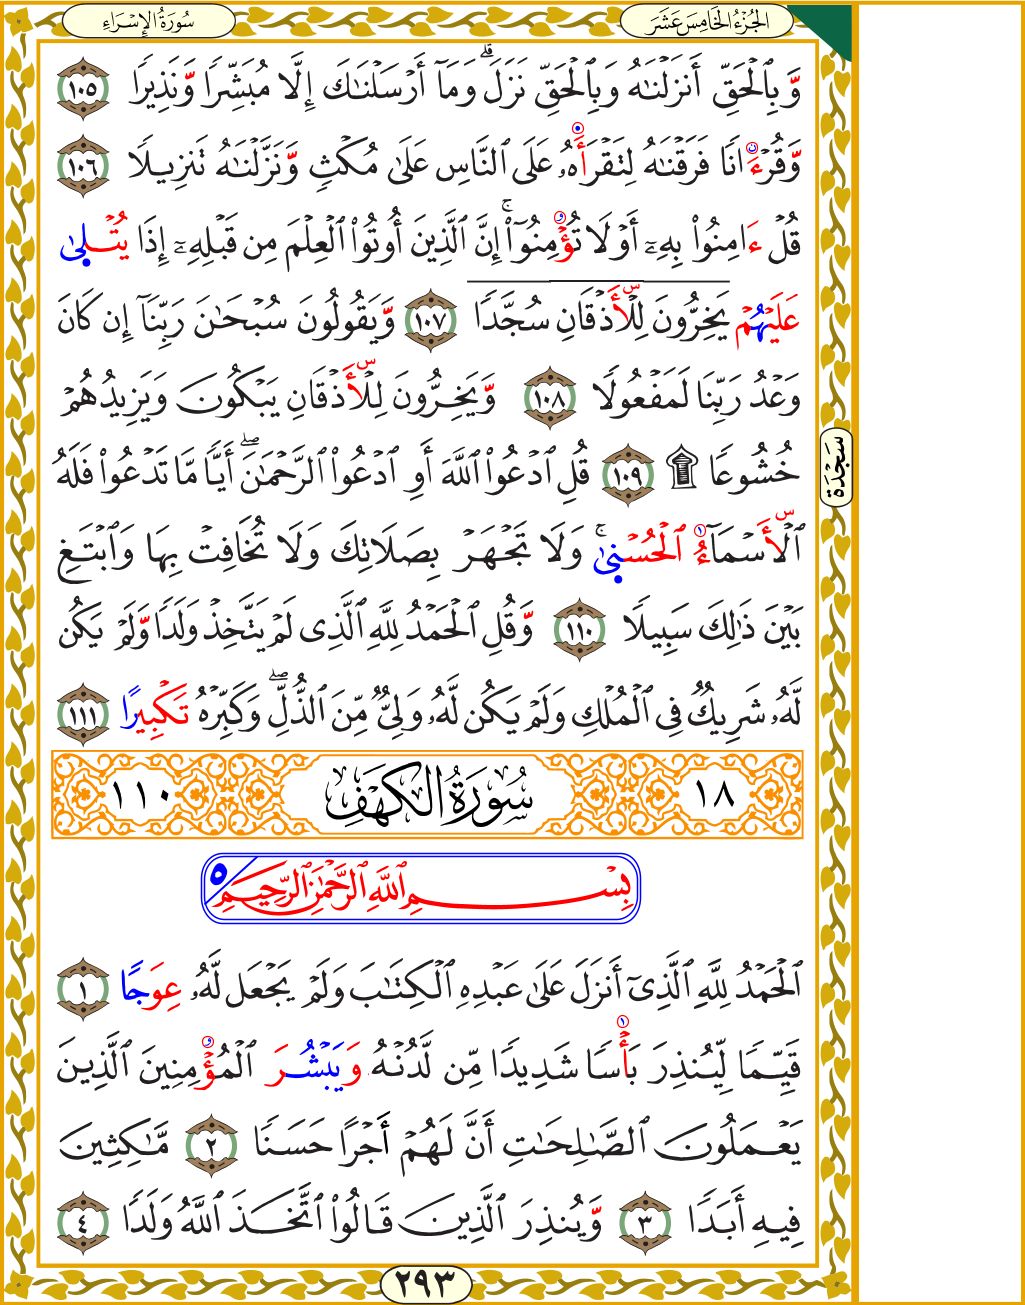 سُورَةُ الإِسْرَاءِ
الجُزْءُ الخَامِسَ عَشَرَ
وَّبِٱلْحَقِّ أَنزَلْنَٰهُ وَبِٱلْحَقِّ نَزَلَ ۗ وَمَآ أَرْسَلْنَٰكَ إِلَّا مُبَشِّرًا وَّنَذِيرًا ١٠٥
وَّقُرْءَانًا فَرَقْنَٰهُ لِتَقْرَأَهُۥ عَلَى ٱلنَّاسِ عَلَىٰ مُكْثٍ وَّنَزَّلْنَٰهُ تَنزِيلًا ١٠٦
قُلْ ءَامِنُوا۟ بِهِۦٓ أَوْ لَا تُؤْمِنُوٓا۟ ۚ إِنَّ ٱلَّذِينَ أُوتُوا۟ ٱلْعِلْمَ مِن قَبْلِهِۦٓ إِذَا يُتْلَىٰ
عَلَيْهُمْ يَخِرُّونَ لِلْأَذْقَانِ سُجَّدًا ١٠٧ وَّيَقُولُونَ سُبْحَٰنَ رَبِّنَآ إِن كَانَ
وَعْدُ رَبِّنَا لَمَفْعُولًا ١٠٨ وَّيَخِرُّونَ لِلْأَذْقَانِ يَبْكُونَ وَيَزِيدُهُمْ
خُشُوعًا ۩ ١٠٩ قُلِ ٱدْعُوا۟ ٱللَّهَ أَوِ ٱدْعُوا۟ ٱلرَّحْمَٰنَ ۖ أَيًّا مَّا تَدْعُوا۟ فَلَهُ
سَجْدَة
ٱلْأَسْمَآءُ ٱلْحُسْنَىٰ ۚ وَلَا تَجْهَرْ بِصَلَاتِكَ وَلَا تُخَافِتْ بِهَا وَٱبْتَغِ
بَيْنَ ذَٰلِكَ سَبِيلًا ١١٠ وَّقُلِ ٱلْحَمْدُ لِلَّهِ ٱلَّذِى لَمْ يَتَّخِذْ وَلَدًا وَّلَمْ يَكُن
لَّهُۥ شَرِيكٌ فِى ٱلْمُلْكِ وَلَمْ يَكُن لَّهُۥ وَلِىٌّ مِّنَ ٱلذُّلِّ ۖ وَكَبِّرْهُ تَكْبِيرًا ١١١
١٨ سُورَةُ الكَهْفِ ١١٠
بِسْمِ ٱللَّهِ ٱلرَّحْمَٰنِ ٱلرَّحِيمِ ٥
ٱلْحَمْدُ لِلَّهِ ٱلَّذِىٓ أَنزَلَ عَلَىٰ عَبْدِهِ ٱلْكِتَٰبَ وَلَمْ يَجْعَل لَّهُۥ عِوَجًا ١
قَيِّمًا لِّيُنذِرَ بَأْسًا شَدِيدًا مِّن لَّدُنْهُ وَيَبْشُرَ ٱلْمُؤْمِنِينَ ٱلَّذِينَ
يَعْمَلُونَ ٱلصَّٰلِحَٰتِ أَنَّ لَهُمْ أَجْرًا حَسَنًا ٢ مَّٰكِثِينَ
فِيهِ أَبَدًا ٣ وَّيُنذِرَ ٱلَّذِينَ قَالُوا۟ ٱتَّخَذَ ٱللَّهُ وَلَدًا ٤
٢٩٣